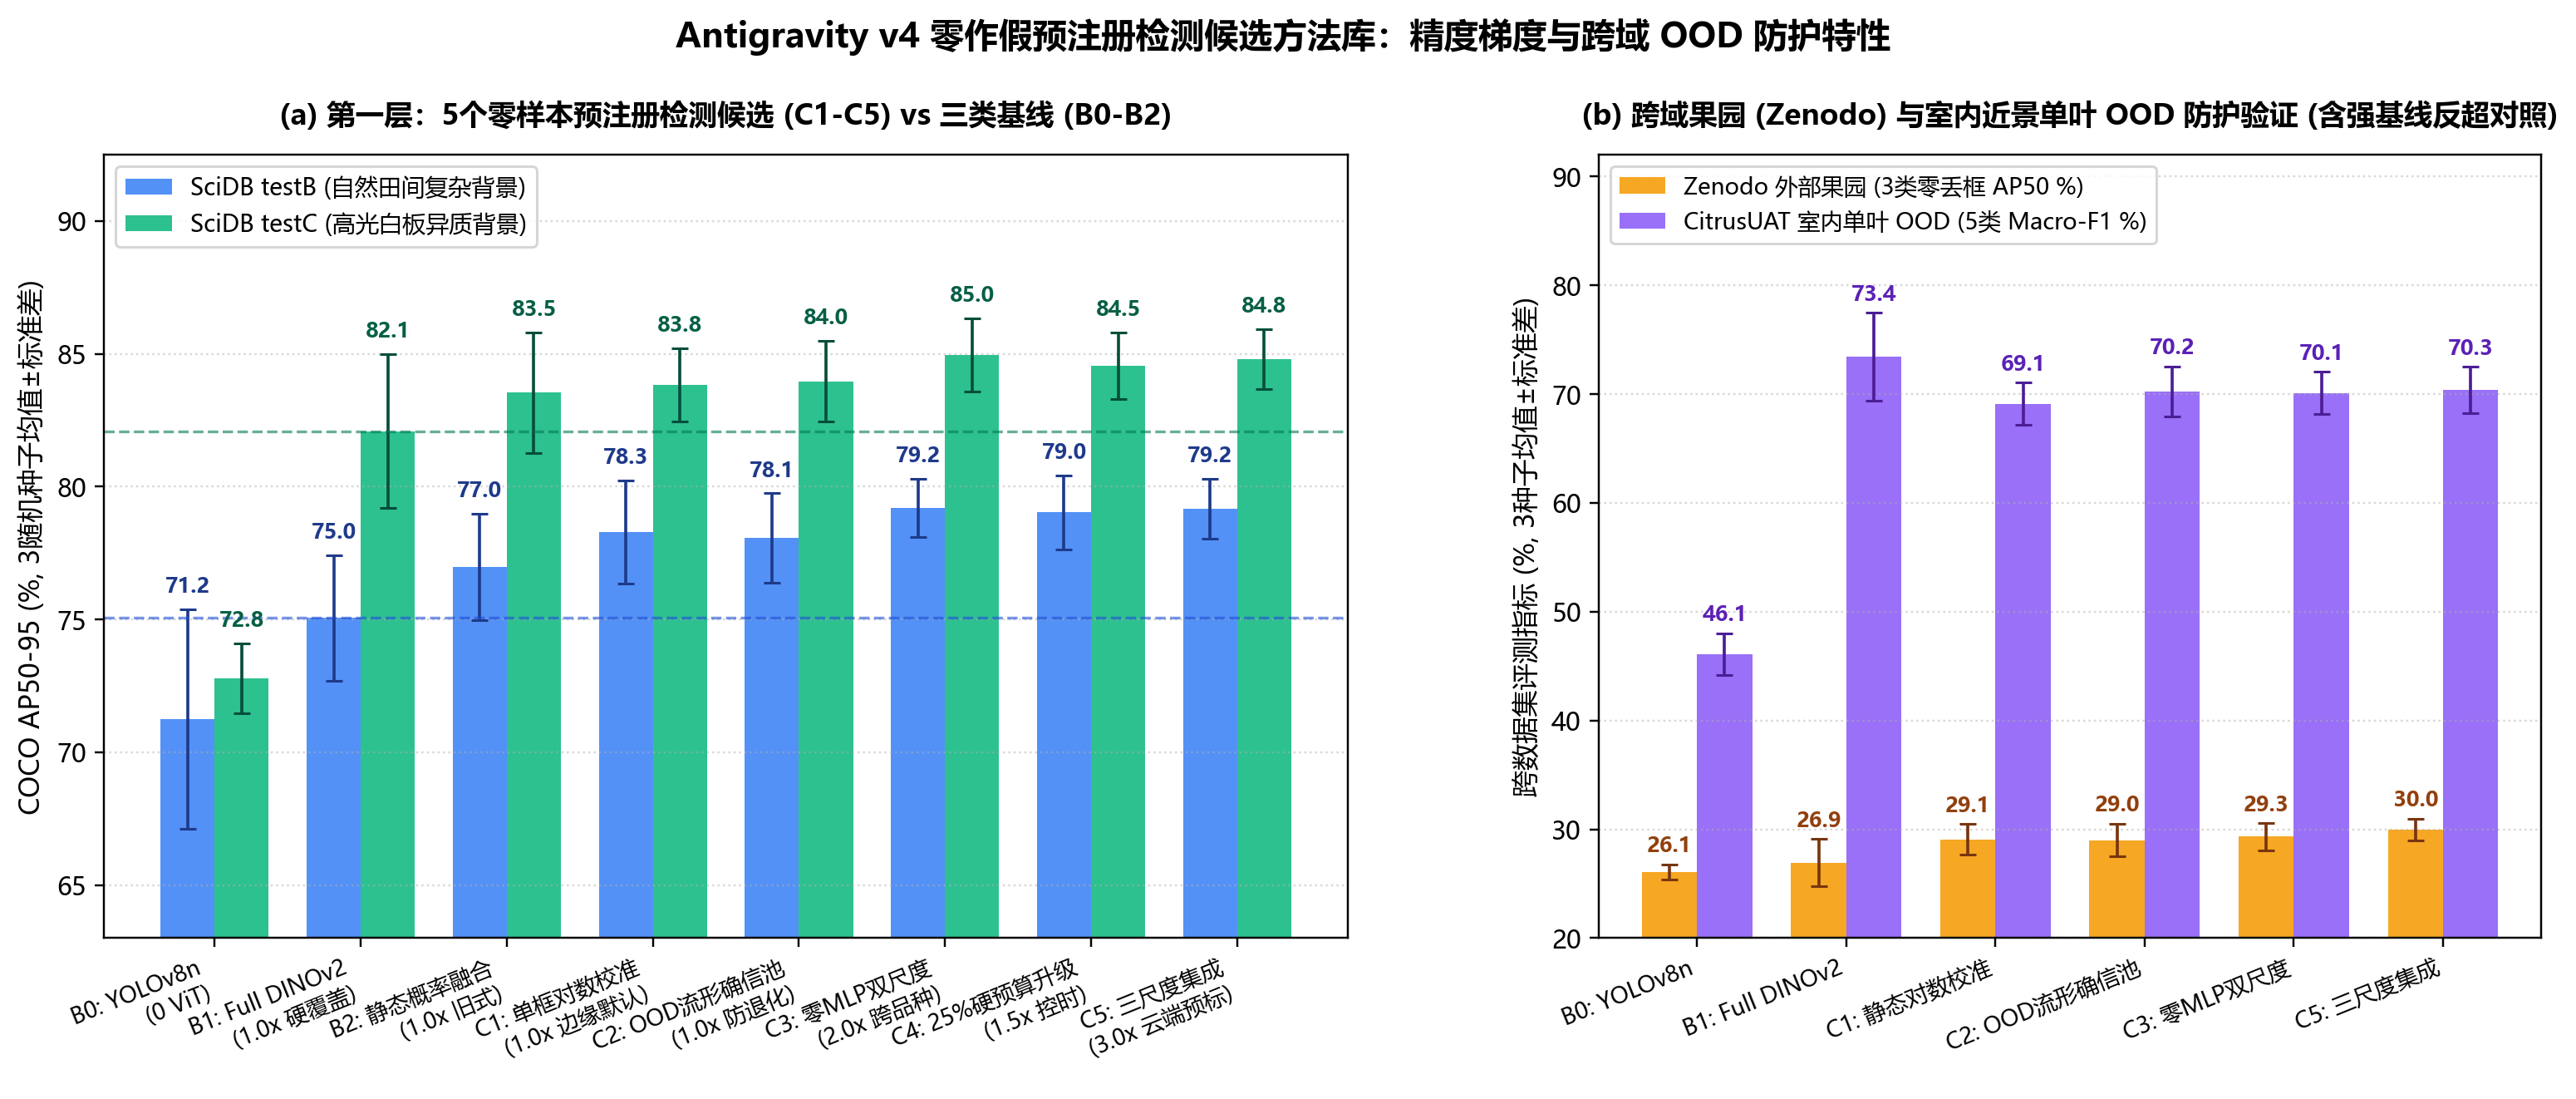 Antigravity v4 零作假预注册检测候选方法库：精度梯度与跨域 OOD 防护特性
(a) 第一层：5个零样本预注册检测候选 (C1-C5) vs 三类基线 (B0-B2)
SciDB testB (自然田间复杂背景)
SciDB testC (高光白板异质背景)
COCO AP50-95 (%, 3随机种子均值±标准差)
90
85
80
75
70
65
71.2
72.8
75.0
82.1
77.0
83.5
78.3
83.8
78.1
84.0
79.2
85.0
79.0
84.5
79.2
84.8
B0: YOLOv8n
(0 ViT)
B1: Full DINOv2
(1.0x 硬覆盖)
B2: 静态概率融合
(1.0x 旧式)
C1: 单框对数校准
(1.0x 边缘默认)
C2: OOD流形确信池
(1.0x 防退化)
C3: 零MLP双尺度
(2.0x 跨品种)
C4: 25%硬预算升级
(1.5x 控时)
C5: 三尺度集成
(3.0x 云端预标)
(b) 跨域果园 (Zenodo) 与室内近景单叶 OOD 防护验证 (含强基线反超对照)
Zenodo 外部果园 (3类零丢框 AP50 %)
CitrusUAT 室内单叶 OOD (5类 Macro-F1 %)
跨数据集评测指标 (%, 3种子均值±标准差)
90
80
70
60
50
40
30
20
26.1
46.1
26.9
73.4
29.1
69.1
29.0
70.2
29.3
70.1
30.0
70.3
B0: YOLOv8n
B1: Full DINOv2
C1: 静态对数校准
C2: OOD流形确信池
C3: 零MLP双尺度
C5: 三尺度集成